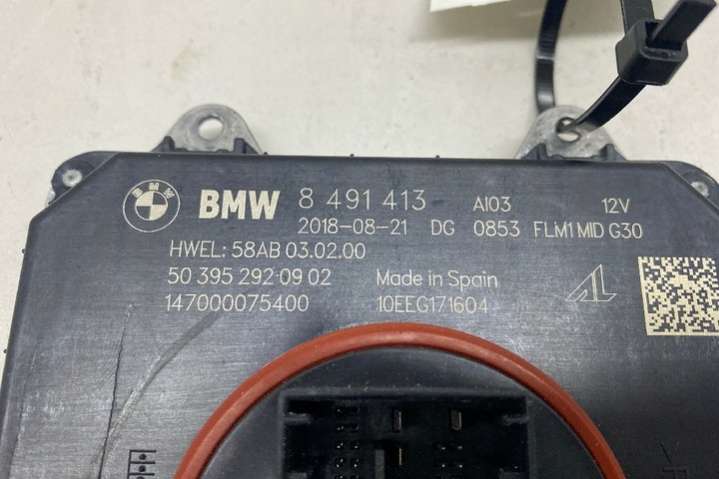 BMW 8 491 413 AI03 12V
2018-08-21 DG 0853 FLM1 MID G30
HWEL: 58AB 03.02.00
50 395 292 09 02 Made in Spain
147000075400 10EEG171604